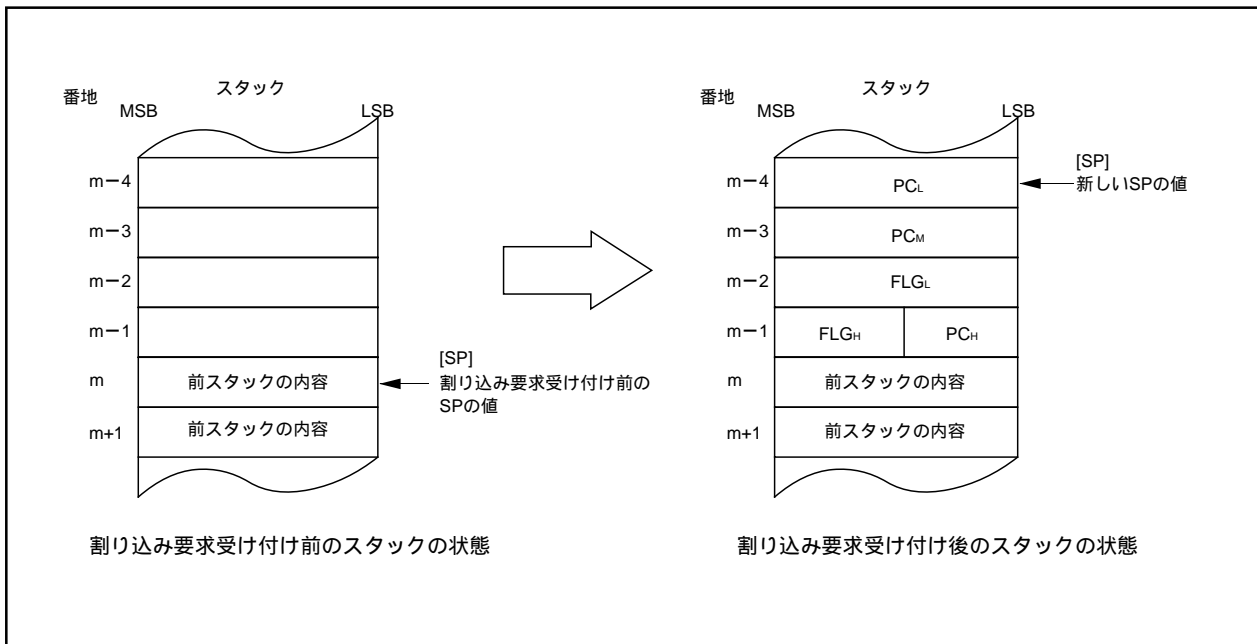 スタック
番地
MSB
LSB
m－4
m－3
m－2
m－1
m
前スタックの内容
m+1
前スタックの内容
[SP]
割り込み要求受け付け前の
SPの値
割り込み要求受け付け前のスタックの状態
スタック
番地
MSB
LSB
m－4
PCL
[SP]
新しいSPの値
m－3
PCM
m－2
FLGL
m－1
FLGH
PCH
m
前スタックの内容
m+1
前スタックの内容
割り込み要求受け付け後のスタックの状態